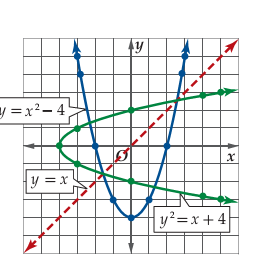 y
y = x² − 4
O
x
y = x
y² = x + 4